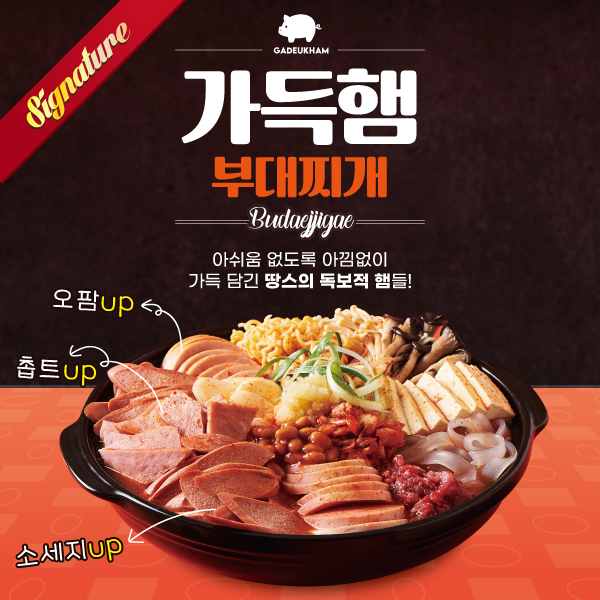 Signature
GADEUKHAM
가득햄
부대찌개
Budaejjigae
아쉬움 없도록 아낌없이
가득 담긴 땅스의 독보적 햄들!
오팜up
촙트up
소세지up